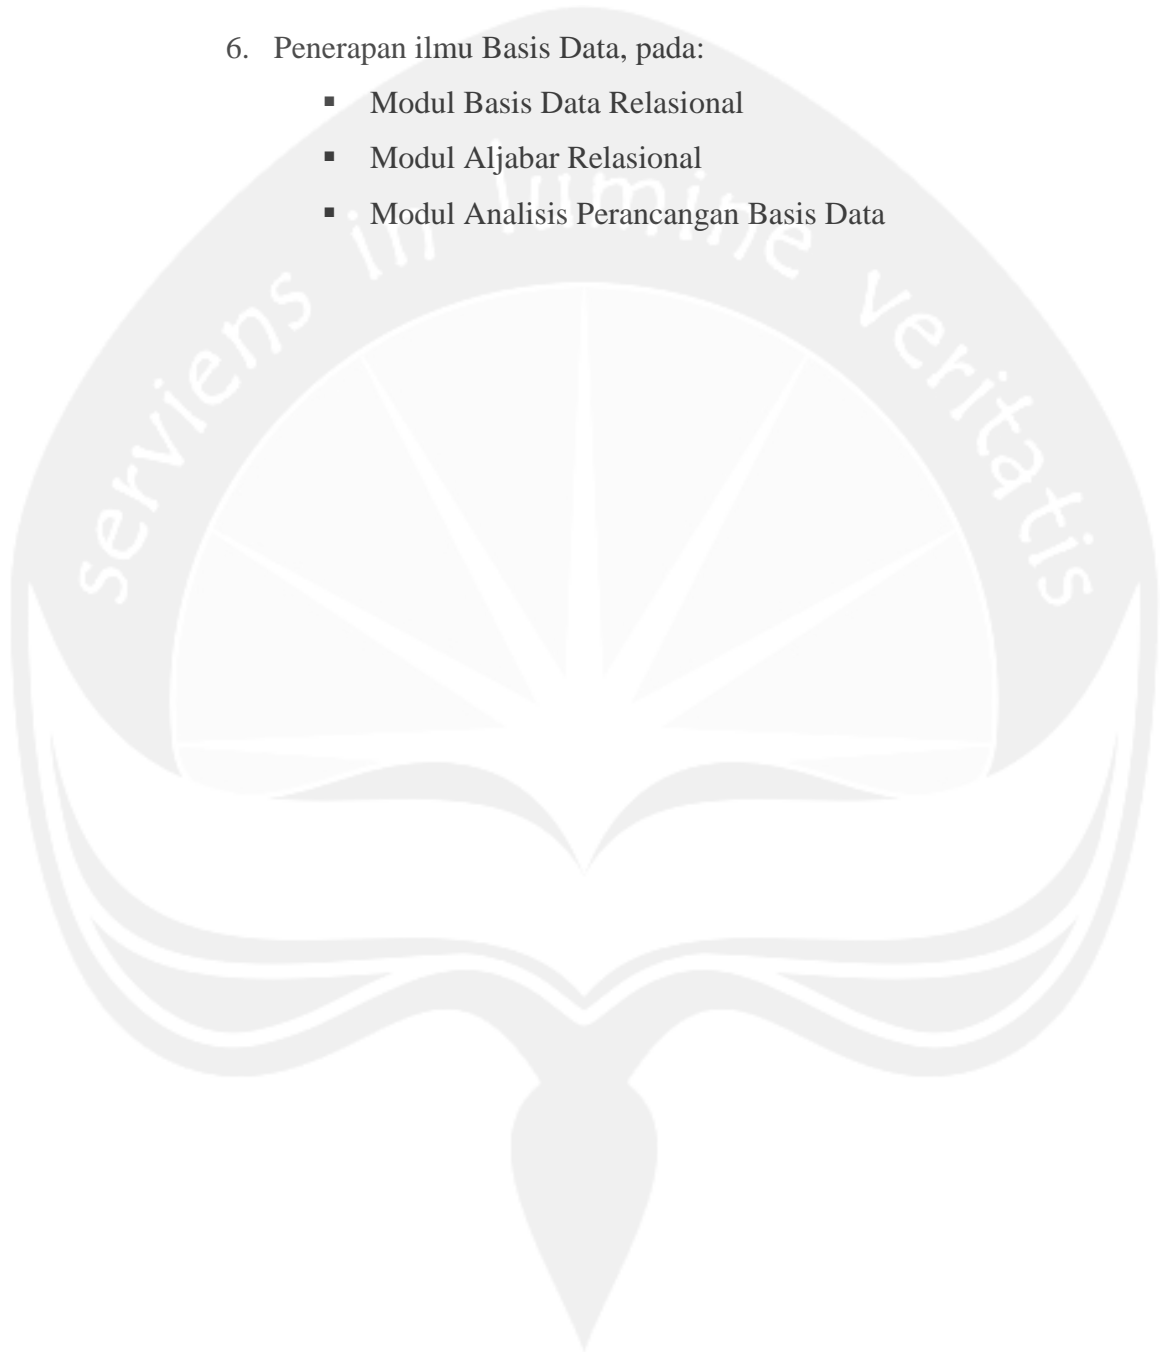 6. Penerapan ilmu Basis Data, pada:
▪ Modul Basis Data Relasional
▪ Modul Aljabar Relasional
▪ Modul Analisis Perancangan Basis Data
serviens in lumine veritatis